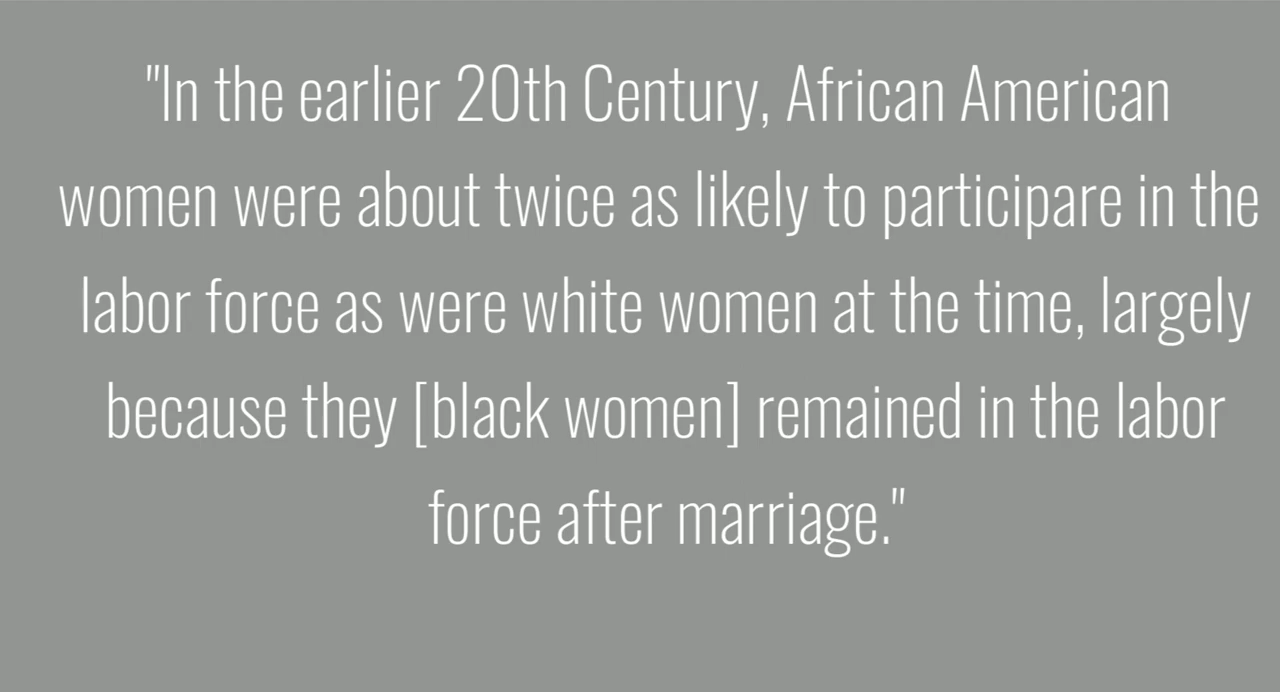 "In the earlier 20th Century, African American
women were about twice as likely to participare in the
labor force as were white women at the time, largely
because they [black women] remained in the labor
force after marriage."